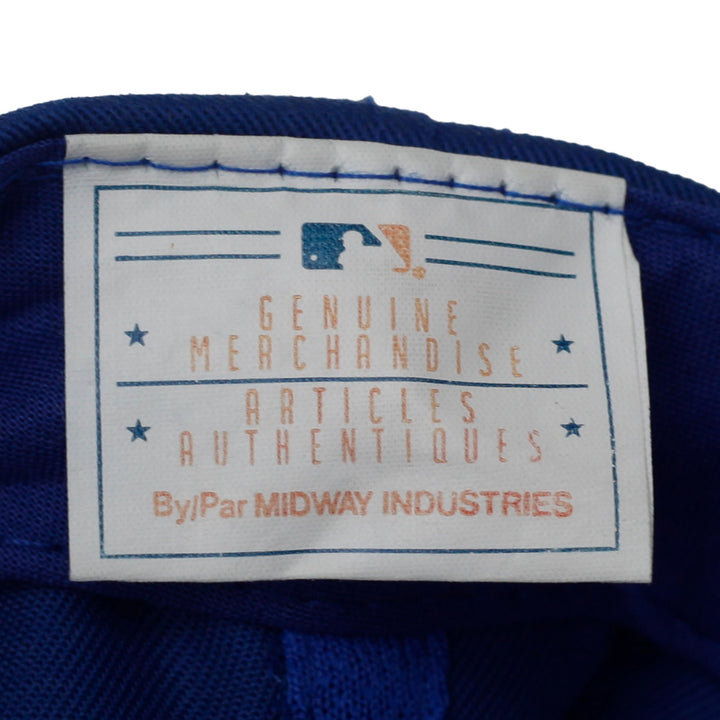 GENUINE
MERCHANDISE
ARTICLES
AUTHENTIQUES
By/Par MIDWAY INDUSTRIES